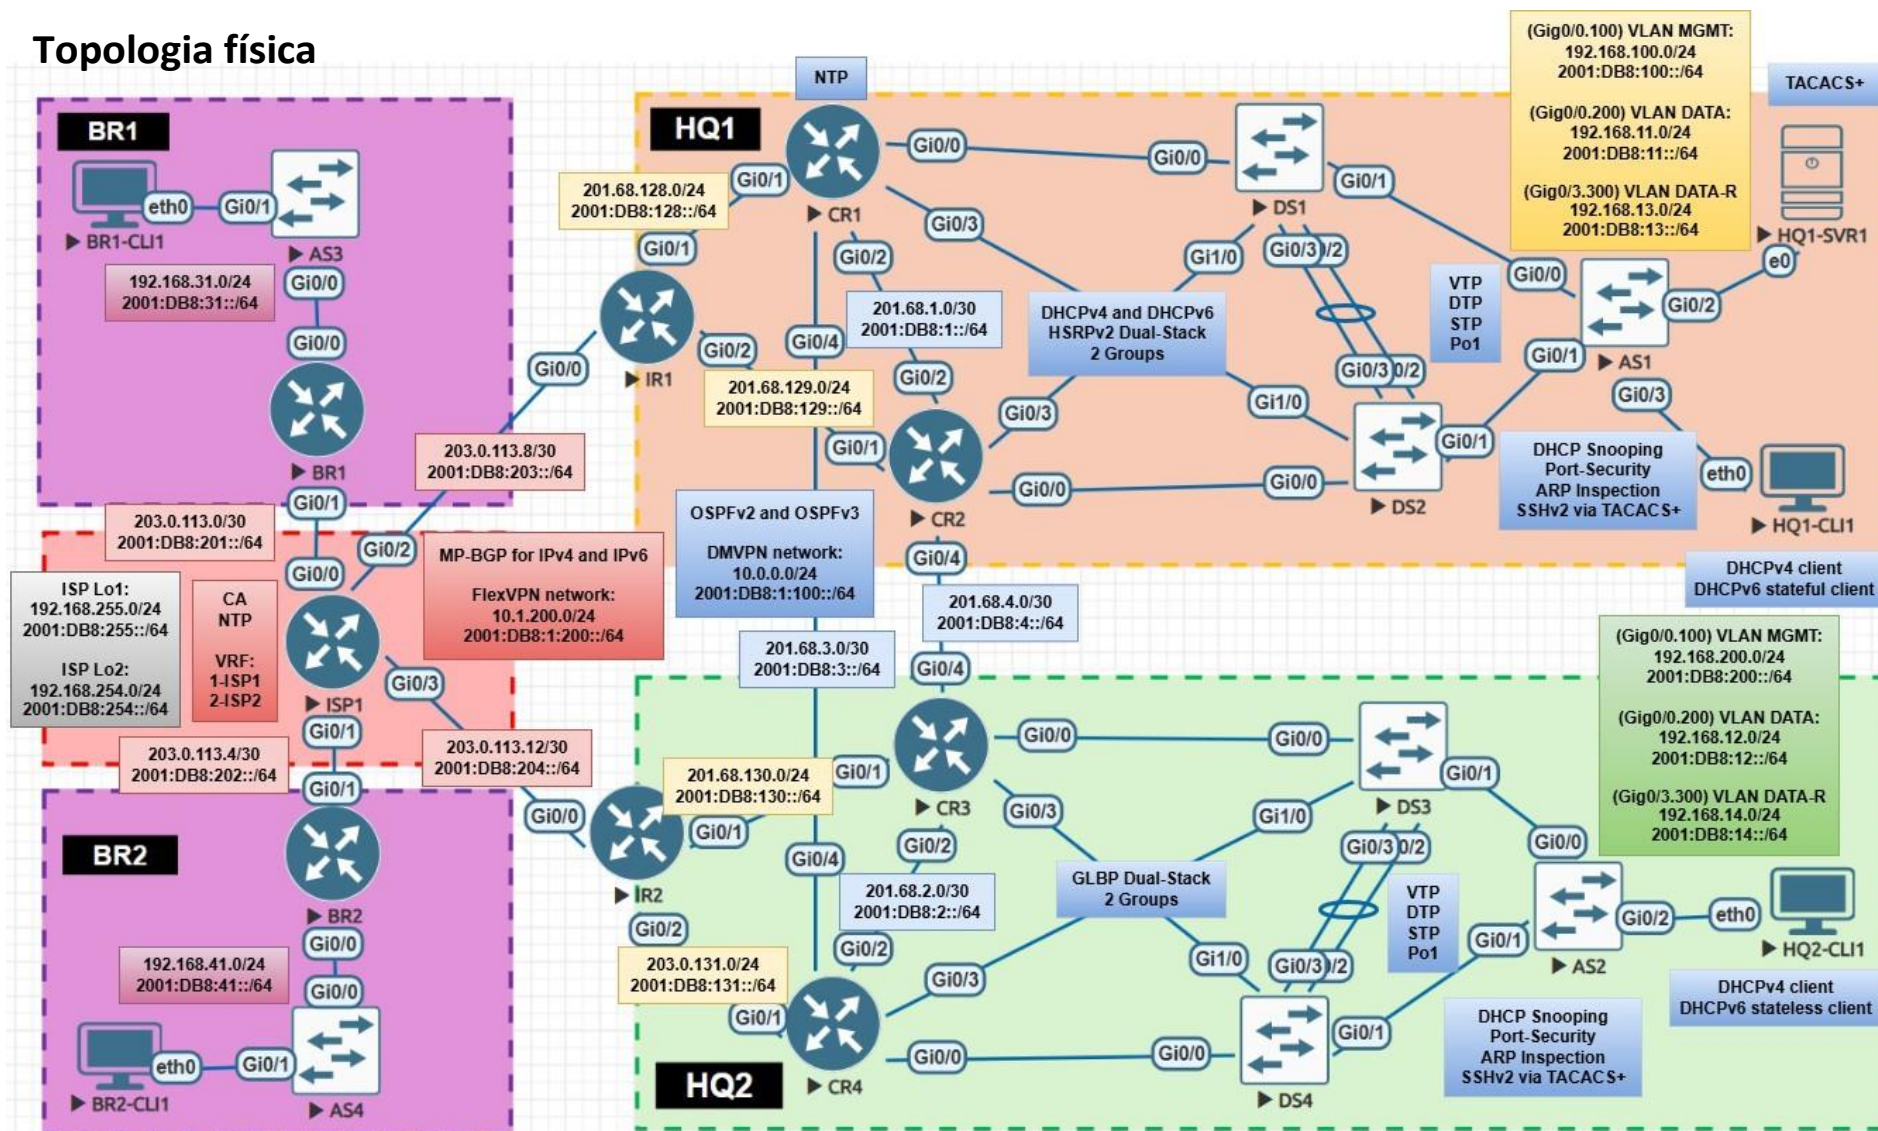 Topologia física
NTP
(Gig0/0.100) VLAN MGMT:
192.168.100.0/24
2001:DB8:100::/64
(Gig0/0.200) VLAN DATA:
192.168.11.0/24
2001:DB8:11::/64
(Gig0/3.300) VLAN DATA-R
192.168.13.0/24
2001:DB8:13::/64
TACACS+
BR1
eth0
Gi0/1
BR1-CLI1
AS3
192.168.31.0/24
2001:DB8:31::/64
Gi0/0
Gi0/0
BR1
Gi0/1
203.0.113.0/30
2001:DB8:201::/64
HQ1
201.68.128.0/24
2001:DB8:128::/64
Gi0/1
CR1
Gi0/0
Gi0/0
DS1
Gi0/1
Gi0/3
Gi0/2
Gi0/4
Gi0/1
IR1
Gi0/0
Gi0/2
201.68.1.0/30
2001:DB8:1::/64
201.68.129.0/24
2001:DB8:129::/64
Gi0/2
Gi0/1
CR2
Gi0/3
Gi0/0
Gi0/4
DHCPv4 and DHCPv6
HSRPv2 Dual-Stack
2 Groups
Gi1/0
Gi0/3
0/2
Gi1/0
Gi0/3
0/2
Gi0/0
Gi0/1
DS2
VTP
DTP
STP
Po1
Gi0/0
Gi0/1
AS1
Gi0/2
e0
HQ1-SVR1
Gi0/3
eth0
HQ1-CLI1
DHCP Snooping
Port-Security
ARP Inspection
SSHv2 via TACACS+
DHCPv4 client
DHCPv6 stateful client
203.0.113.8/30
2001:DB8:203::/64
Gi0/2
Gi0/0
MP-BGP for IPv4 and IPv6
FlexVPN network:
10.1.200.0/24
2001:DB8:1:200::/64
OSPFv2 and OSPFv3
DMVPN network:
10.0.0.0/24
2001:DB8:1:100::/64
ISP Lo1:
192.168.255.0/24
2001:DB8:255::/64
ISP Lo2:
192.168.254.0/24
2001:DB8:254::/64
CA
NTP
VRF:
1-ISP1
2-ISP2
ISP1
Gi0/3
Gi0/1
203.0.113.4/30
2001:DB8:202::/64
203.0.113.12/30
2001:DB8:204::/64
201.68.4.0/30
2001:DB8:4::/64
201.68.3.0/30
2001:DB8:3::/64
Gi0/4
(Gig0/0.100) VLAN MGMT:
192.168.200.0/24
2001:DB8:200::/64
(Gig0/0.200) VLAN DATA:
192.168.12.0/24
2001:DB8:12::/64
(Gig0/3.300) VLAN DATA-R
192.168.14.0/24
2001:DB8:14::/64
BR2
Gi0/1
BR2
Gi0/0
192.168.41.0/24
2001:DB8:41::/64
Gi0/0
eth0
Gi0/1
BR2-CLI1
AS4
Gi0/0
IR2
Gi0/1
Gi0/2
201.68.130.0/24
2001:DB8:130::/64
Gi0/1
CR3
Gi0/0
Gi0/3
Gi0/2
Gi0/4
201.68.2.0/30
2001:DB8:2::/64
203.0.131.0/24
2001:DB8:131::/64
Gi0/2
Gi0/1
CR4
Gi0/3
Gi0/0
GLBP Dual-Stack
2 Groups
Gi0/0
DS3
Gi0/1
Gi1/0
Gi0/3
0/2
Gi1/0
Gi0/3
0/2
Gi0/0
Gi0/1
DS4
VTP
DTP
STP
Po1
Gi0/0
Gi0/1
AS2
Gi0/2
eth0
HQ2-CLI1
DHCPv4 client
DHCPv6 stateless client
DHCP Snooping
Port-Security
ARP Inspection
SSHv2 via TACACS+
HQ2